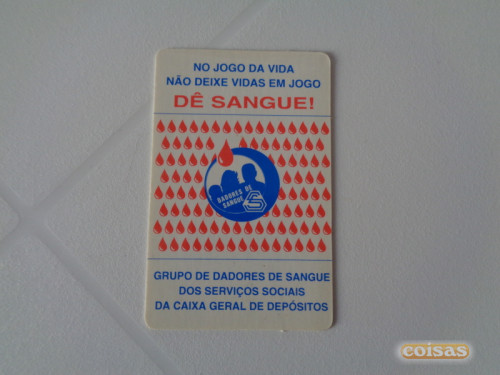 NO JOGO DA VIDA
NÃO DEIXE VIDAS EM JOGO
DÊ SANGUE!
DADORES DE
SANGUE
GRUPO DE DADORES DE SANGUE
DOS SERVIÇOS SOCIAIS
DA CAIXA GERAL DE DEPÓSITOS
coisas